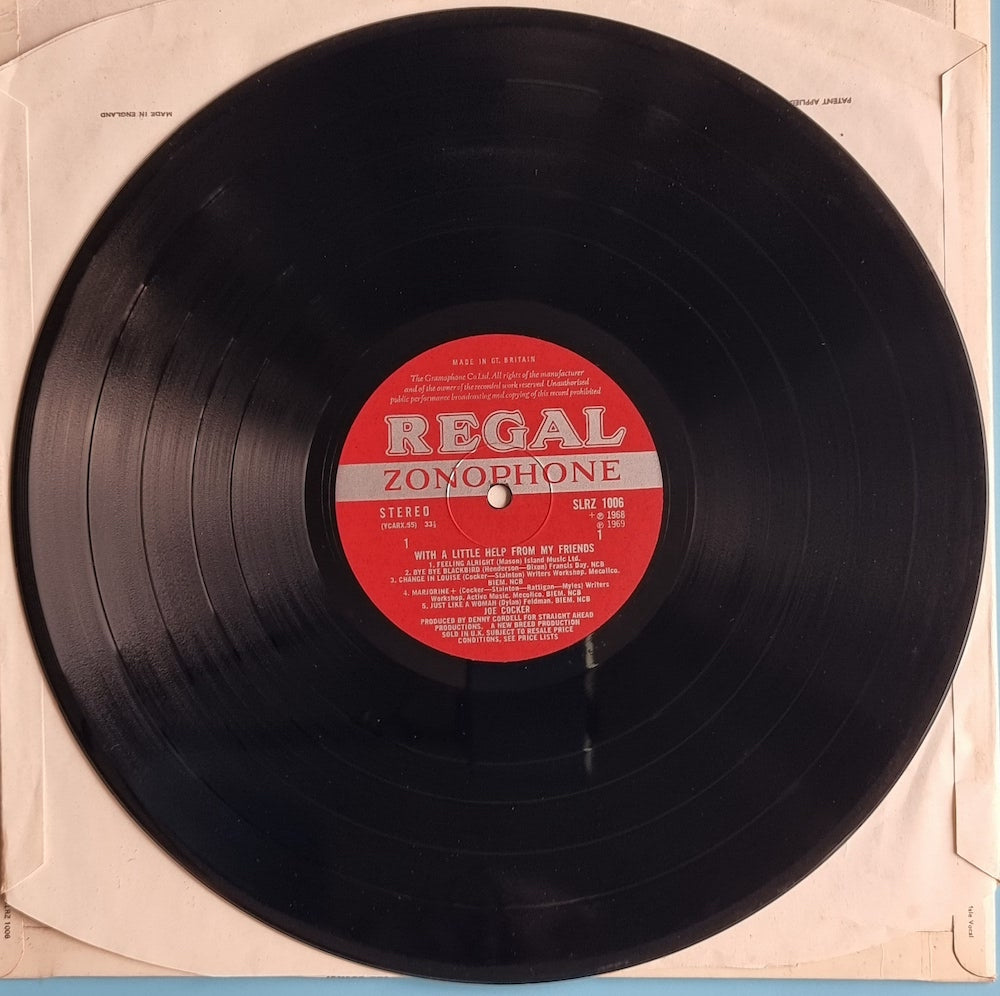 MADE IN ENGLAND
PATENT APPLIED
MADE IN GT. BRITAIN
The Gramophone Co Ltd. All rights of the manufacturer
and of the owner of the recorded work reserved Unauthorised
public performance broadcasting and copying of this record prohibited
REGAL
ZONOPHONE
STEREO
(YCARX.55) 33⅓
SLRZ 1006
+ ℗ 1968
℗ 1969
1
1
WITH A LITTLE HELP FROM MY FRIENDS
1. FEELING ALRIGHT (Mason) Island Music Ltd.
2. BYE BYE BLACKBIRD (Henderson—Dixon) Francis Day. NCB
3. CHANGE IN LOUISE (Cocker—Stainton) Writers Workshop. Mecolico.
BIEM. NCB
4. MARJORINE+ (Cocker—Stainton—Rattigan—Myles) Writers
Workshop, Active Music. Mecolico. BIEM. NCB
5. JUST LIKE A WOMAN (Dylan) Feldman. BIEM. NCB
JOE COCKER
PRODUCED BY DENNY CORDELL FOR STRAIGHT AHEAD
PRODUCTIONS. A NEW BREED PRODUCTION
SOLD IN U.K. SUBJECT TO RESALE PRICE
CONDITIONS, SEE PRICE LISTS
LRZ 1006
Vocal